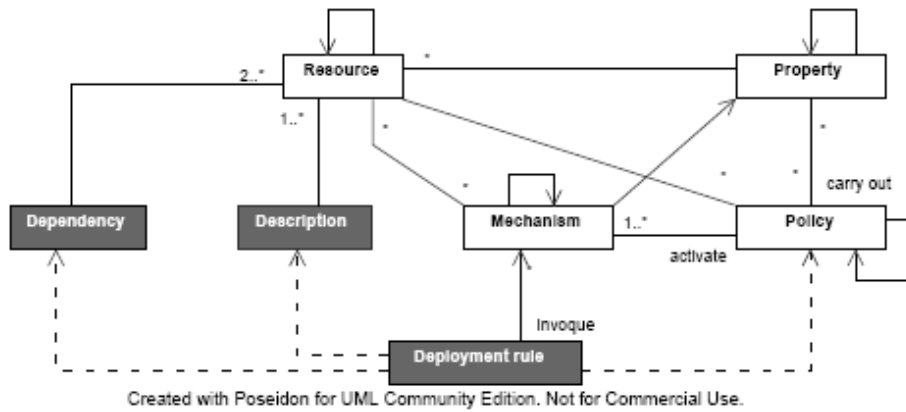 Resource
*
Property
2..*
1..*
*
*
*
*
*
carry out
Dependency
Description
Mechanism
1..*
Policy
activate
*
Invoque
Deployment rule
Created with Poseidon for UML Community Edition. Not for Commercial Use.